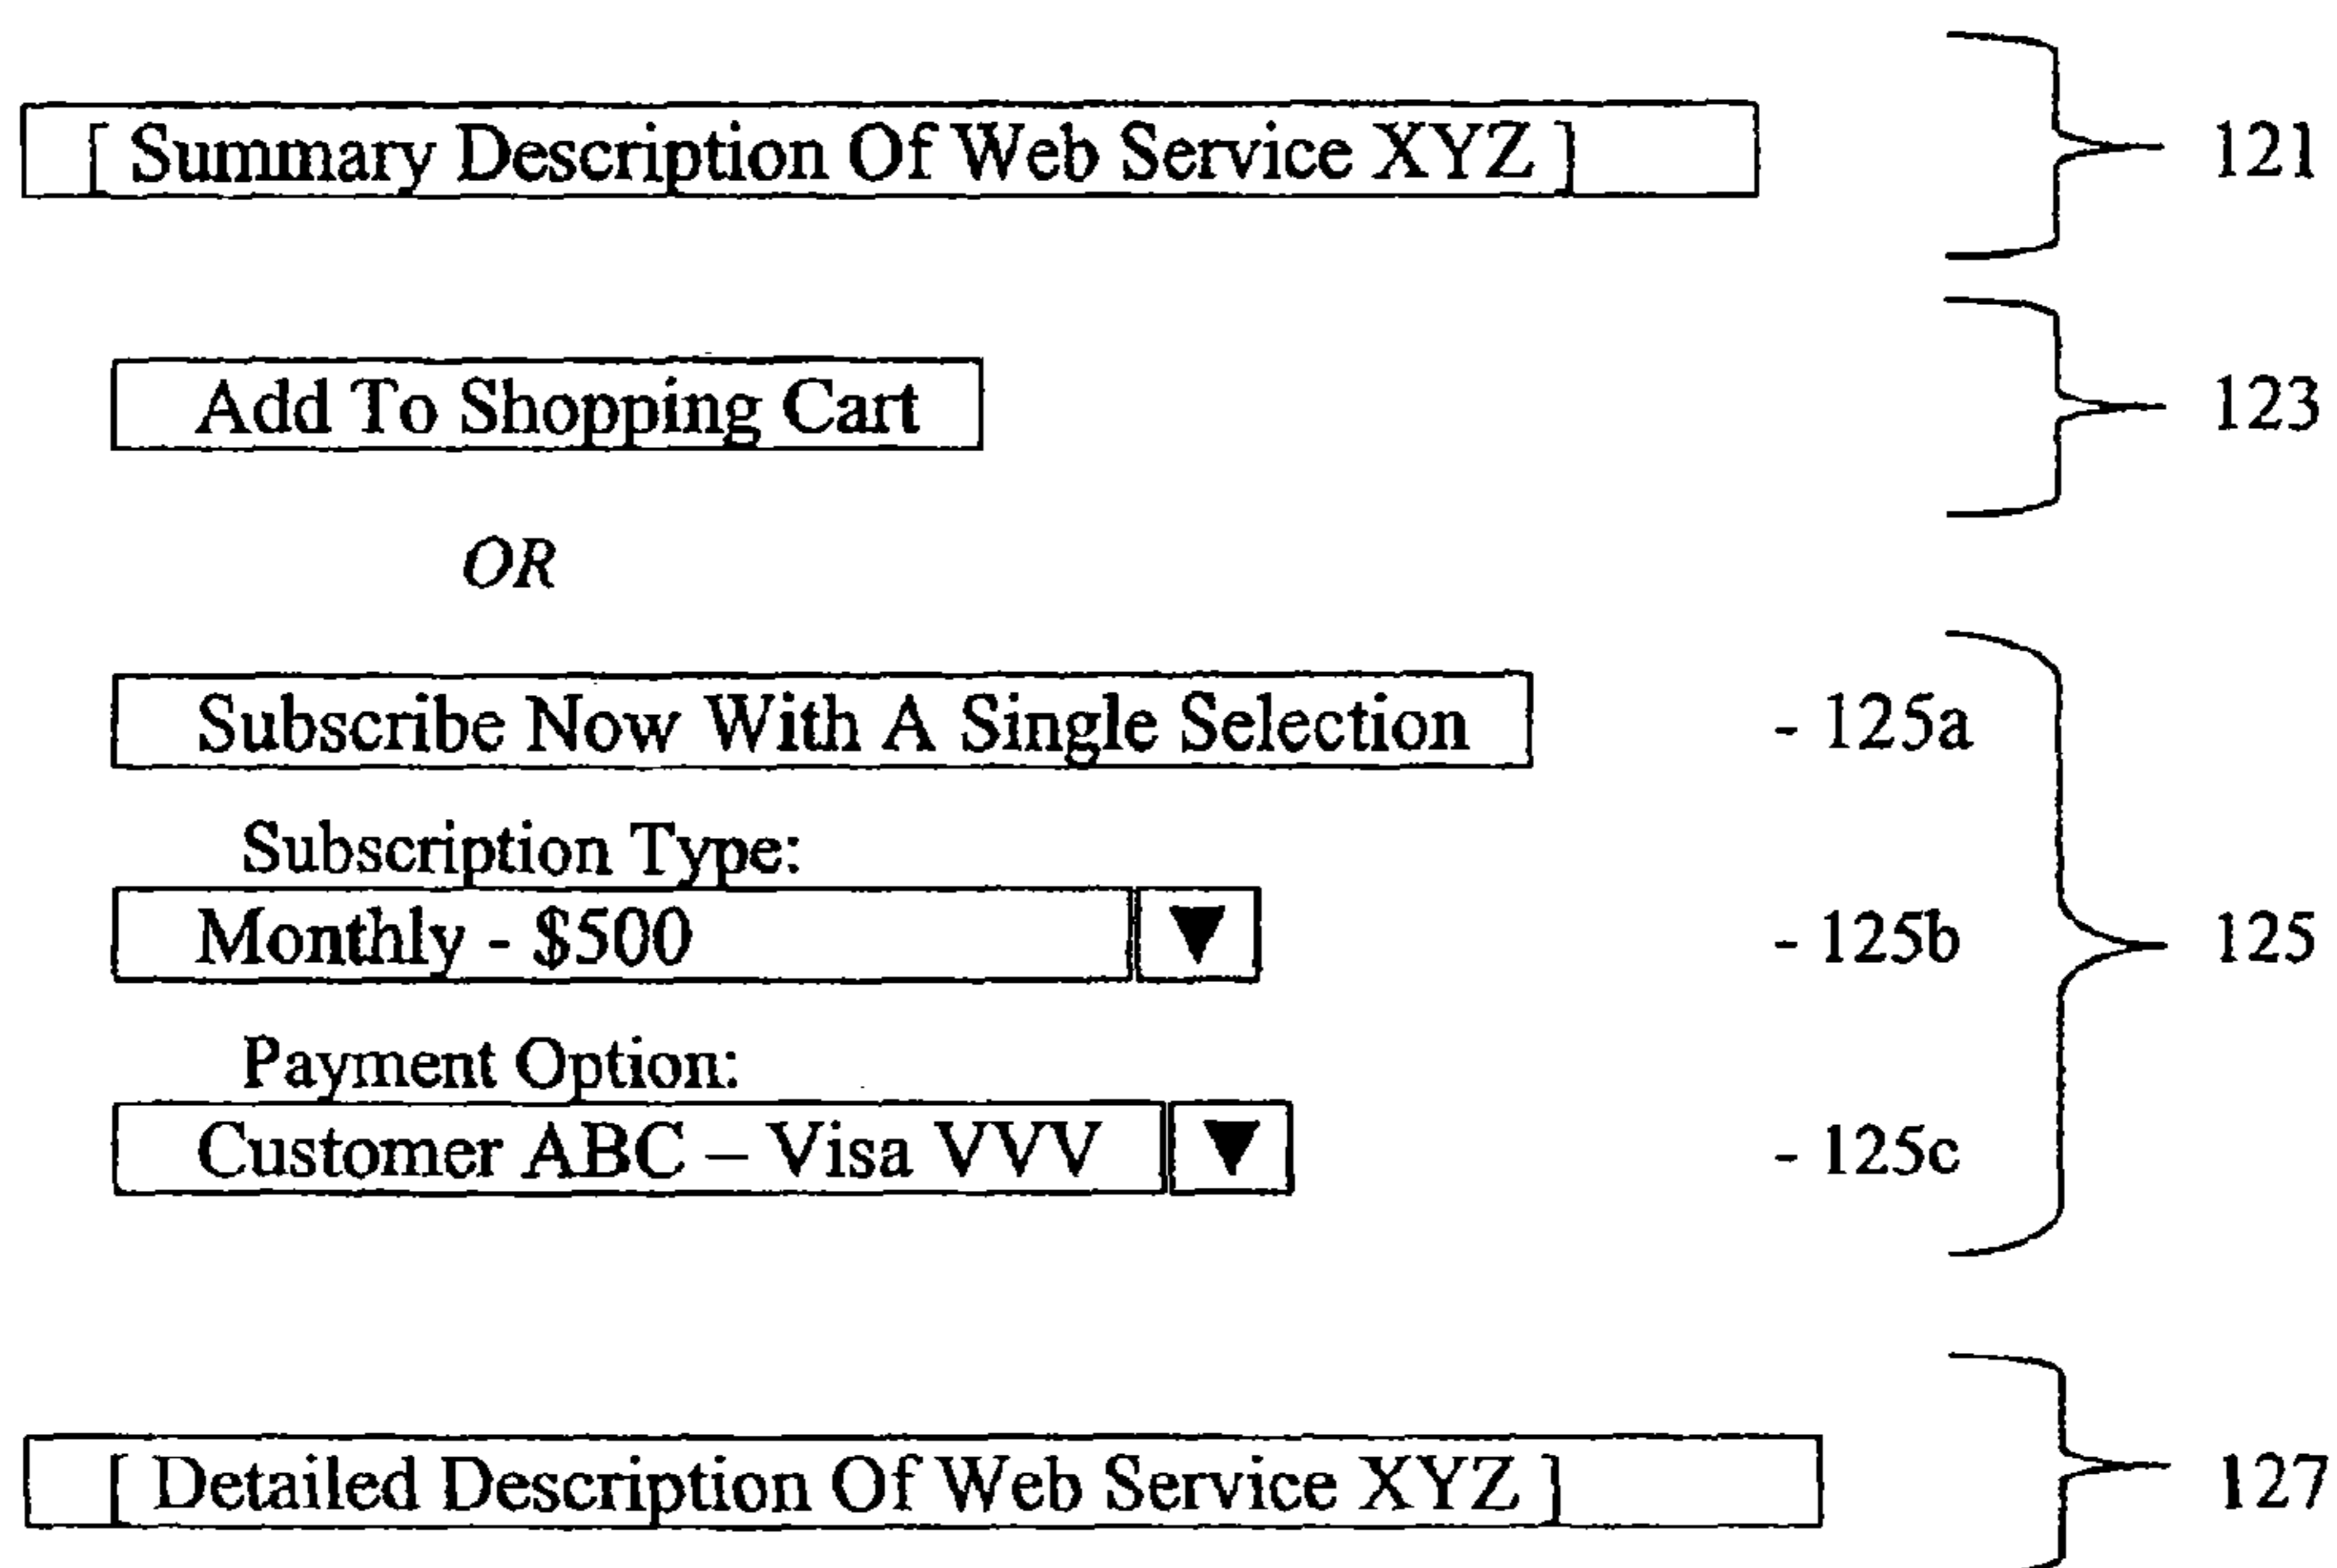 [ Summary Description Of Web Service XYZ ] 121
Add To Shopping Cart 123
OR
Subscribe Now With A Single Selection - 125a
Subscription Type:
Monthly - $500 - 125b 125
Payment Option:
Customer ABC – Visa VVV - 125c
[ Detailed Description Of Web Service XYZ ] 127